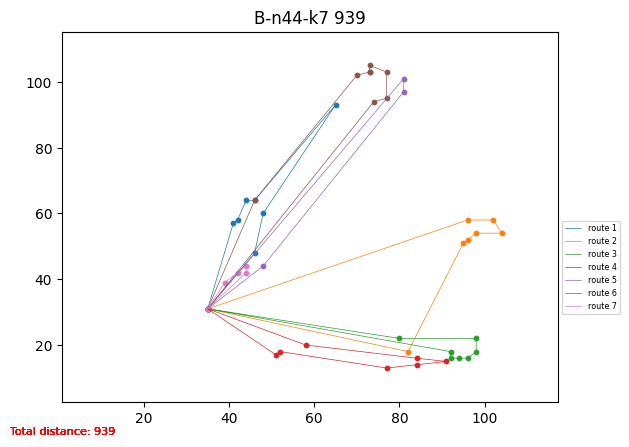 B-n44-k7 939
100
80
60
40
20
20 40 60 80 100
route 1
route 2
route 3
route 4
route 5
route 6
route 7
Total distance: 939